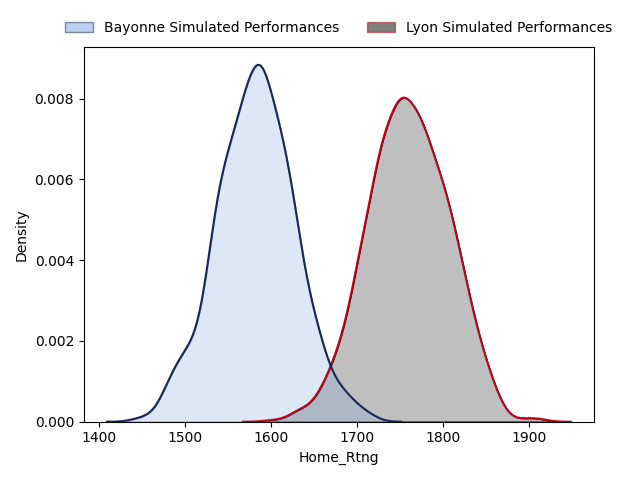 Bayonne Simulated Performances Lyon Simulated Performances
0.008
0.006
0.004
0.002
0.000
Density
1400 1500 1600 1700 1800 1900
Home_Rtng